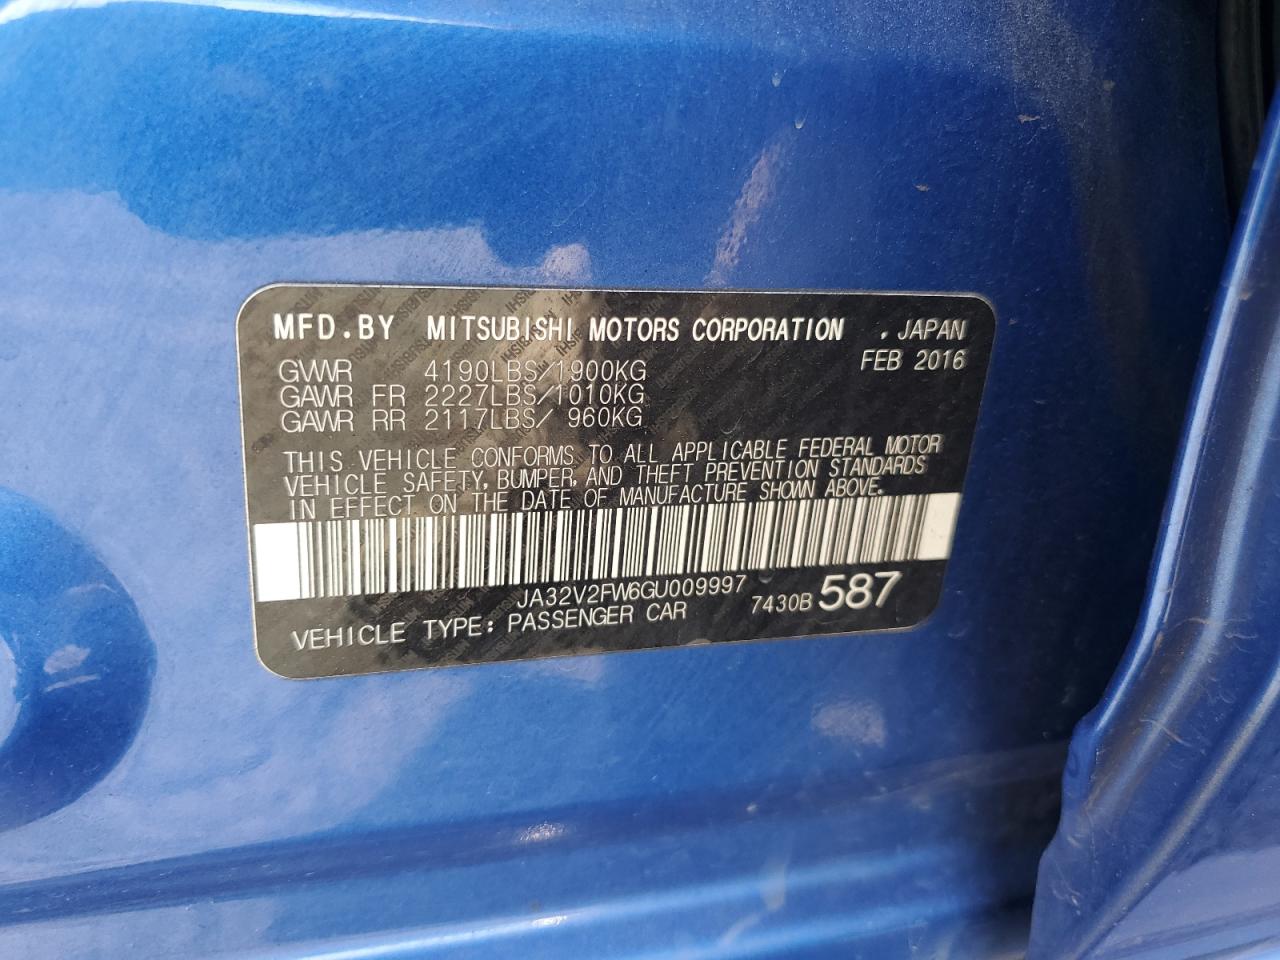 MFD.BY MITSUBISHI MOTORS CORPORATION . JAPAN
FEB 2016
GVWR 4190LBS/1900KG
GAWR FR 2227LBS/1010KG
GAWR RR 2117LBS/ 960KG
THIS VEHICLE CONFORMS TO ALL APPLICABLE FEDERAL MOTOR
VEHICLE SAFETY, BUMPER, AND THEFT PREVENTION STANDARDS
IN EFFECT ON THE DATE OF MANUFACTURE SHOWN ABOVE.
JA32V2FW6GU009997
7430B 587
VEHICLE TYPE: PASSENGER CAR